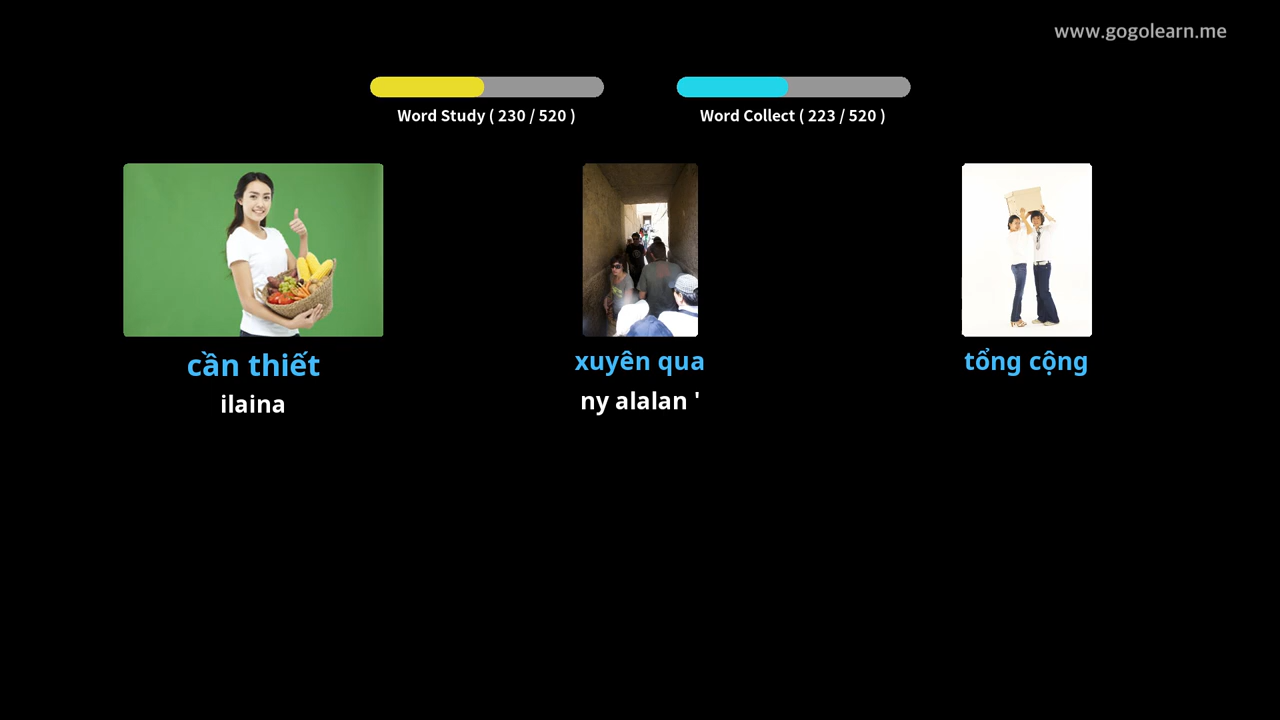 www.gogolearn.me
Word Study ( 230 / 520 )
Word Collect ( 223 / 520 )
cần thiết
xuyên qua
tổng cộng
ilaina
ny alalan '